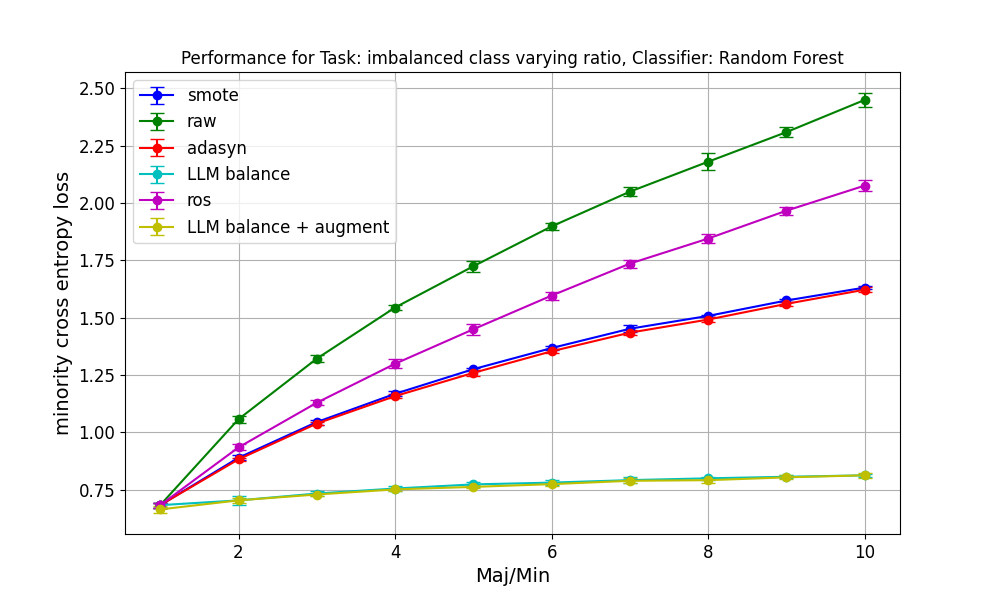 Performance for Task: imbalanced class varying ratio, Classifier: Random Forest
2.50
2.25
2.00
1.75
1.50
1.25
1.00
0.75
minority cross entropy loss
smote
raw
adasyn
LLM balance
ros
LLM balance + augment
2
4
6
8
10
Maj/Min